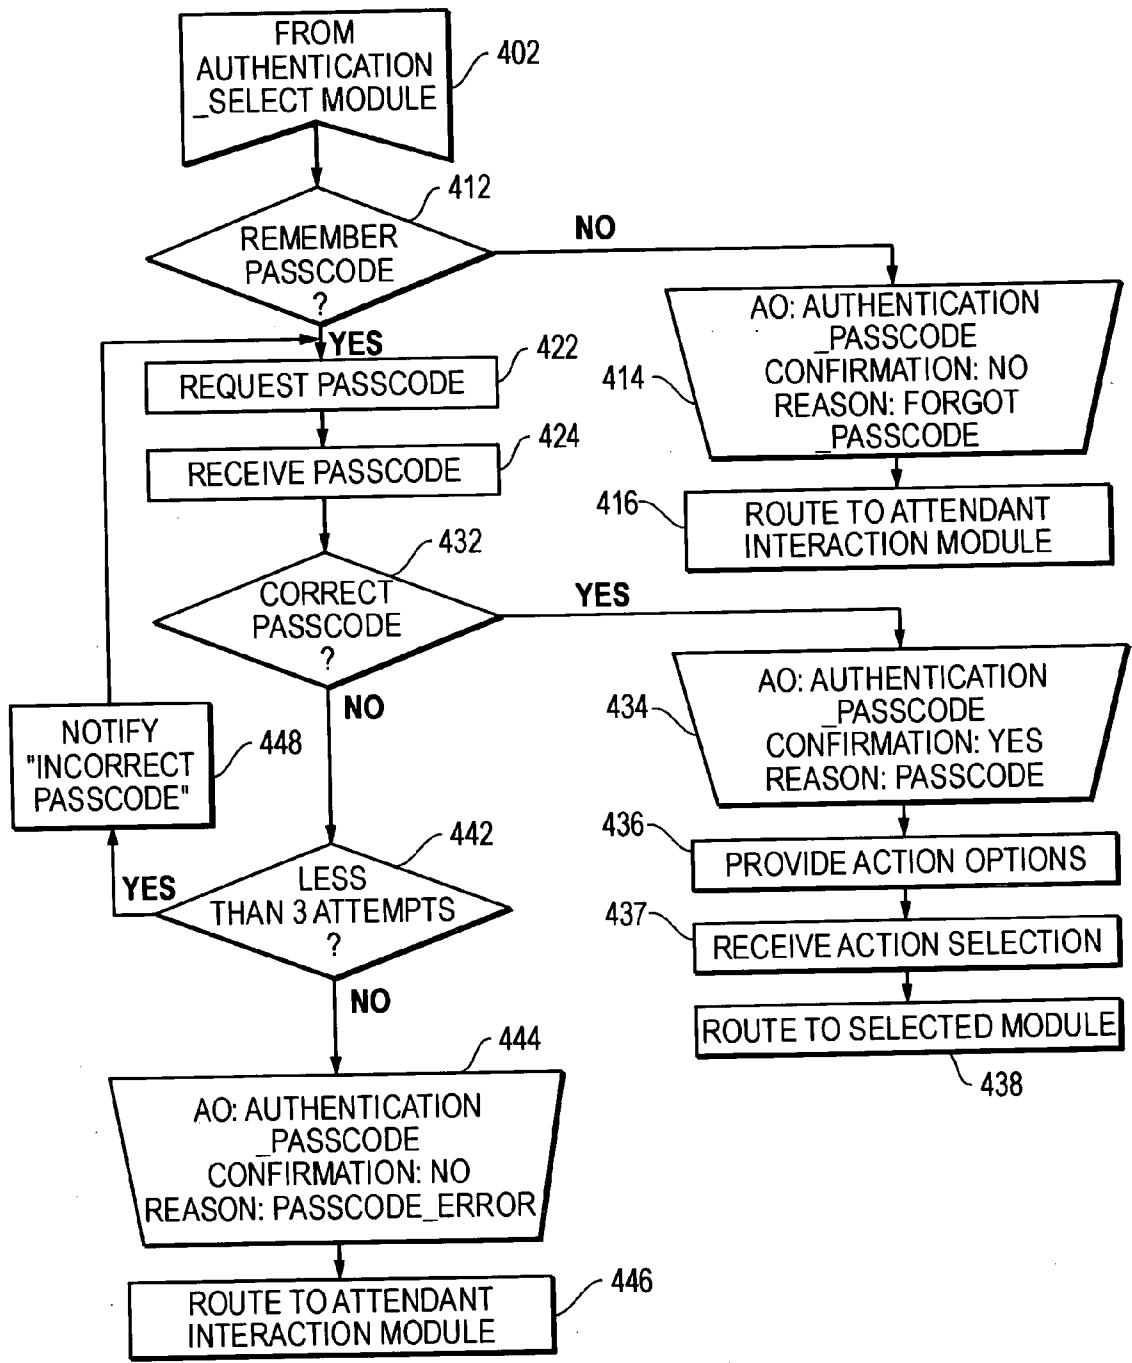 FROM
AUTHENTICATION
_SELECT MODULE
402
412
REMEMBER
PASSCODE
?
NO
YES
AO: AUTHENTICATION
_PASSCODE
CONFIRMATION: NO
REASON: FORGOT
_PASSCODE
414
422
REQUEST PASSCODE
424
RECEIVE PASSCODE
416
ROUTE TO ATTENDANT
INTERACTION MODULE
432
CORRECT
PASSCODE
?
YES
NO
AO: AUTHENTICATION
_PASSCODE
CONFIRMATION: YES
REASON: PASSCODE
434
NOTIFY
"INCORRECT
PASSCODE"
448
436
PROVIDE ACTION OPTIONS
442
LESS
THAN 3 ATTEMPTS
?
YES
NO
437
RECEIVE ACTION SELECTION
ROUTE TO SELECTED MODULE
438
444
AO: AUTHENTICATION
_PASSCODE
CONFIRMATION: NO
REASON: PASSCODE_ERROR
446
ROUTE TO ATTENDANT
INTERACTION MODULE